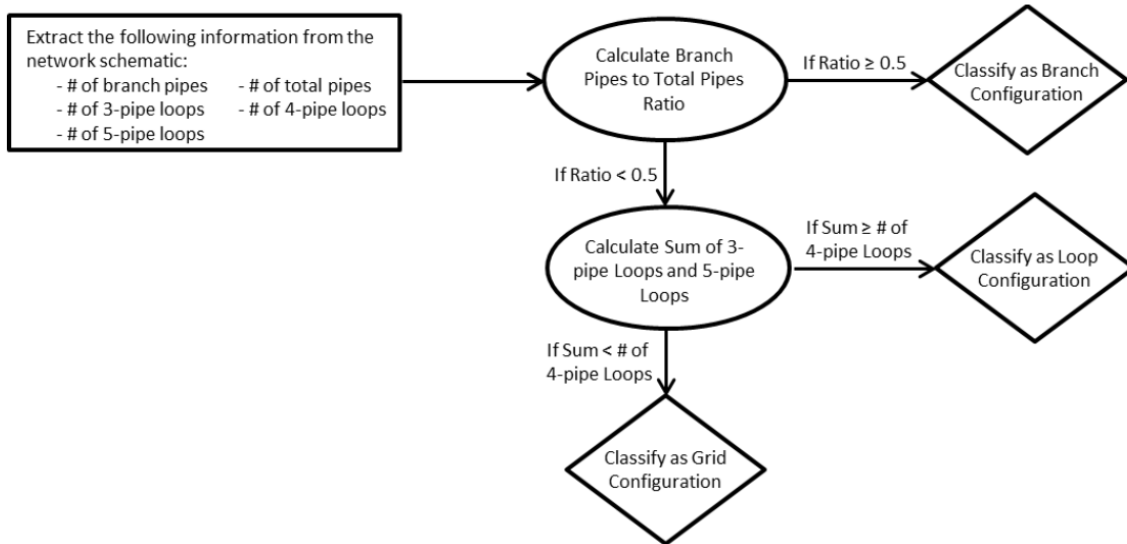 Extract the following information from the
network schematic:
- # of branch pipes - # of total pipes
- # of 3-pipe loops - # of 4-pipe loops
- # of 5-pipe loops
Calculate Branch
Pipes to Total Pipes
Ratio
If Ratio ≥ 0.5
Classify as Branch
Configuration
If Ratio < 0.5
Calculate Sum of 3-
pipe Loops and 5-pipe
Loops
If Sum ≥ # of
4-pipe Loops
Classify as Loop
Configuration
If Sum < # of
4-pipe Loops
Classify as Grid
Configuration